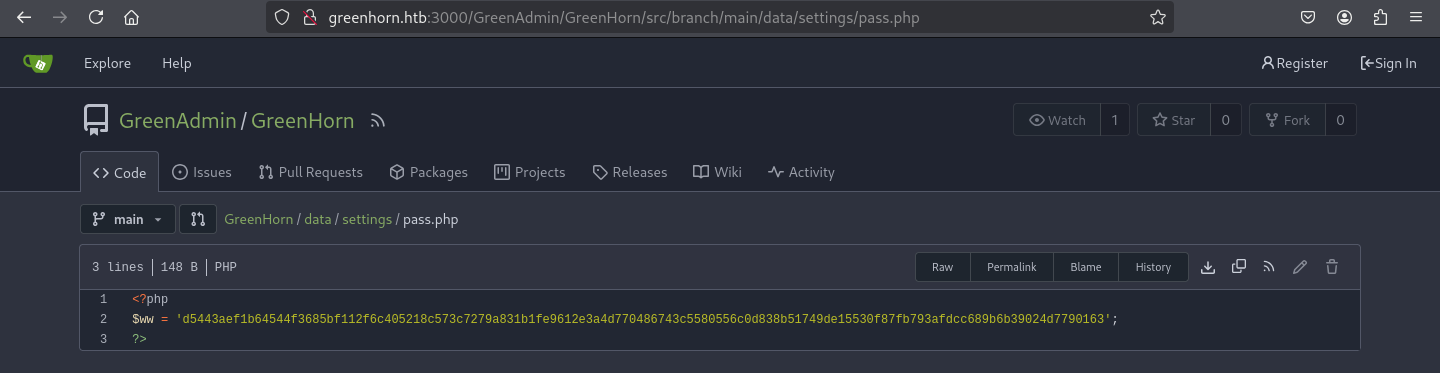 greenhorn.htb:3000/GreenAdmin/GreenHorn/src/branch/main/data/settings/pass.php
Explore Help Register Sign In
GreenAdmin / GreenHorn Watch 1 Star 0 Fork 0
Code Issues Pull Requests Packages Projects Releases Wiki Activity
main GreenHorn / data / settings / pass.php
3 lines 148 B PHP Raw Permalink Blame History
1 <?php
2 $ww = 'd5443aef1b64544f3685bf112f6c405218c573c7279a831b1fe9612e3a4d770486743c5580556c0d838b51749de15530f87fb793afdcc689b6b39024d7790163';
3 ?>